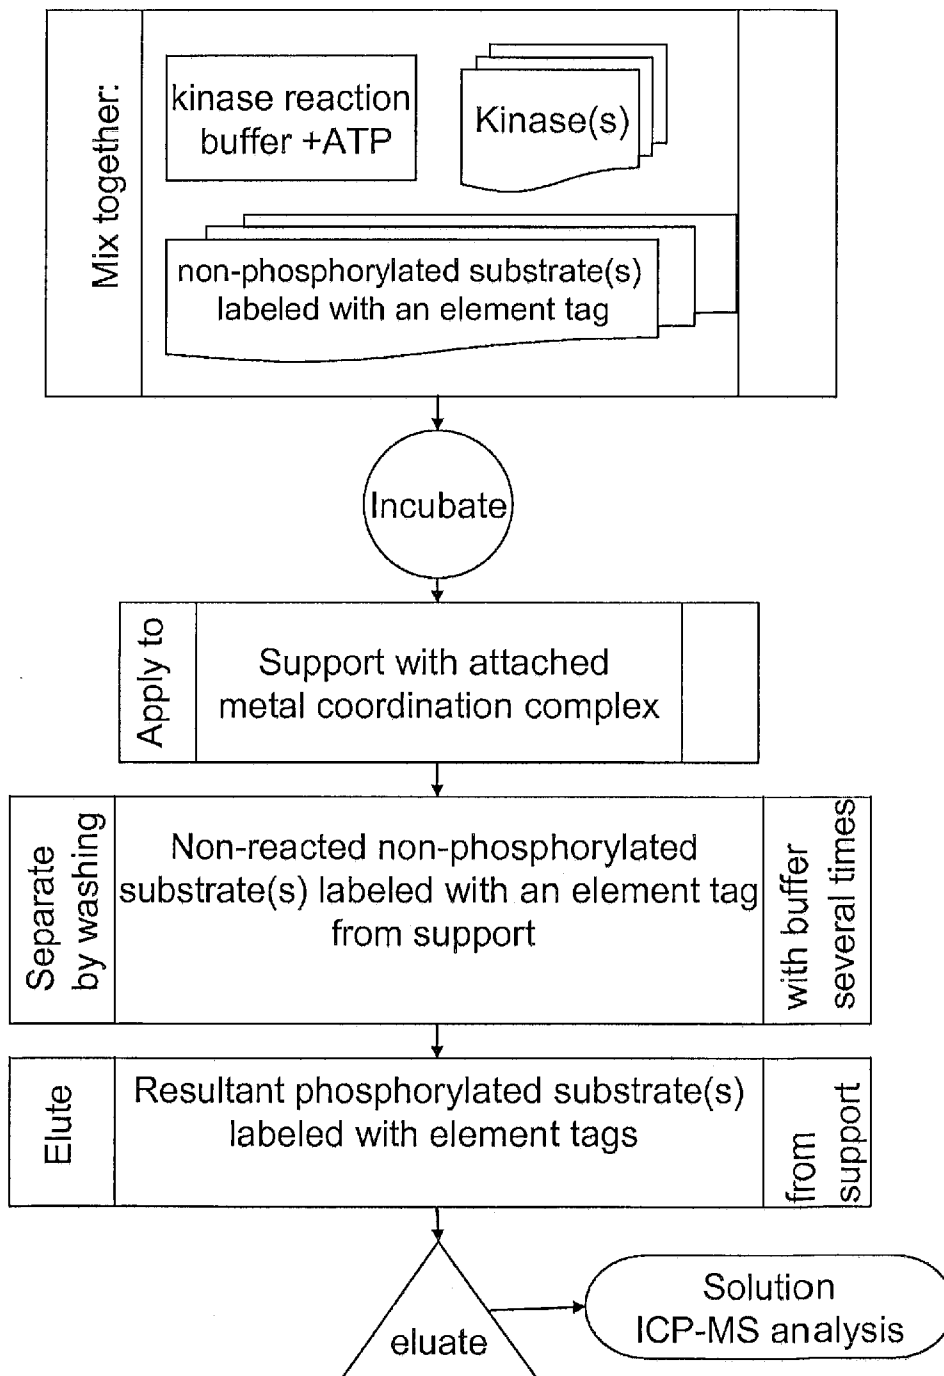 Mix together:
kinase reaction
buffer +ATP
Kinase(s)
non-phosphorylated substrate(s)
labeled with an element tag
Incubate
Apply to
Support with attached
metal coordination complex
Separate
by washing
Non-reacted non-phosphorylated
substrate(s) labeled with an element tag
from support
with buffer
several times
Elute
Resultant phosphorylated substrate(s)
labeled with element tags
from
support
eluate
Solution
ICP-MS analysis